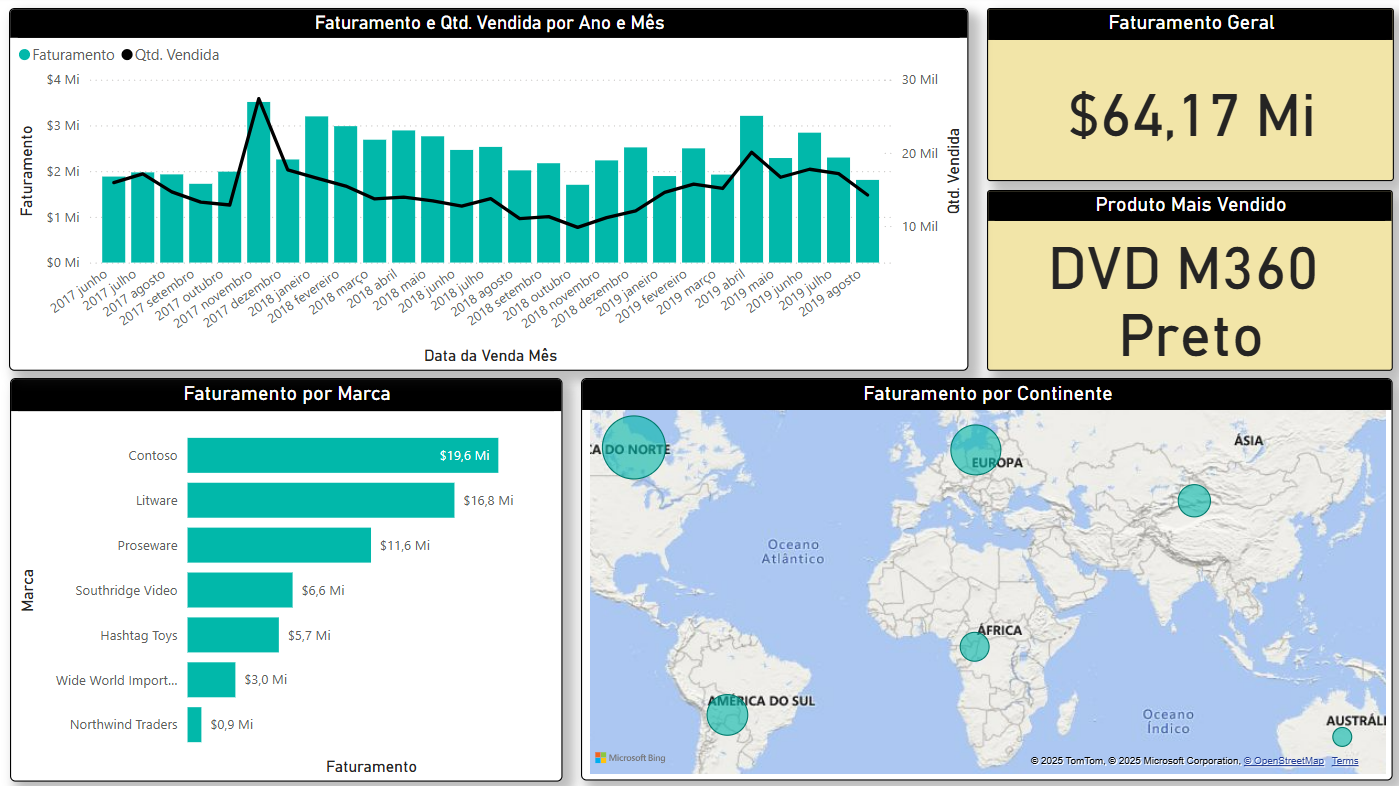 Faturamento e Qtd. Vendida por Ano e Mês
Faturamento Qtd. Vendida
$4 Mi
$3 Mi
$2 Mi
$1 Mi
$0 Mi
Faturamento
30 Mil
20 Mil
10 Mil
Qtd. Vendida
2017 junho
2017 julho
2017 agosto
2017 setembro
2017 outubro
2017 novembro
2017 dezembro
2018 janeiro
2018 fevereiro
2018 março
2018 abril
2018 maio
2018 junho
2018 julho
2018 agosto
2018 setembro
2018 outubro
2018 novembro
2018 dezembro
2019 janeiro
2019 fevereiro
2019 março
2019 abril
2019 maio
2019 junho
2019 julho
2019 agosto
Data da Venda Mês
Faturamento Geral
$64,17 Mi
Produto Mais Vendido
DVD M360
Preto
Faturamento por Marca
Marca
Contoso $19,6 Mi
Litware $16,8 Mi
Proseware $11,6 Mi
Southridge Video $6,6 Mi
Hashtag Toys $5,7 Mi
Wide World Import... $3,0 Mi
Northwind Traders $0,9 Mi
Faturamento
Faturamento por Continente
CA DO NORTE
EUROPA
ÁSIA
Oceano
Atlântico
ÁFRICA
AMÉRICA DO SUL
Oceano
Índico
AUSTRÁLI
Microsoft Bing
© 2025 TomTom, © 2025 Microsoft Corporation, © OpenStreetMap Terms